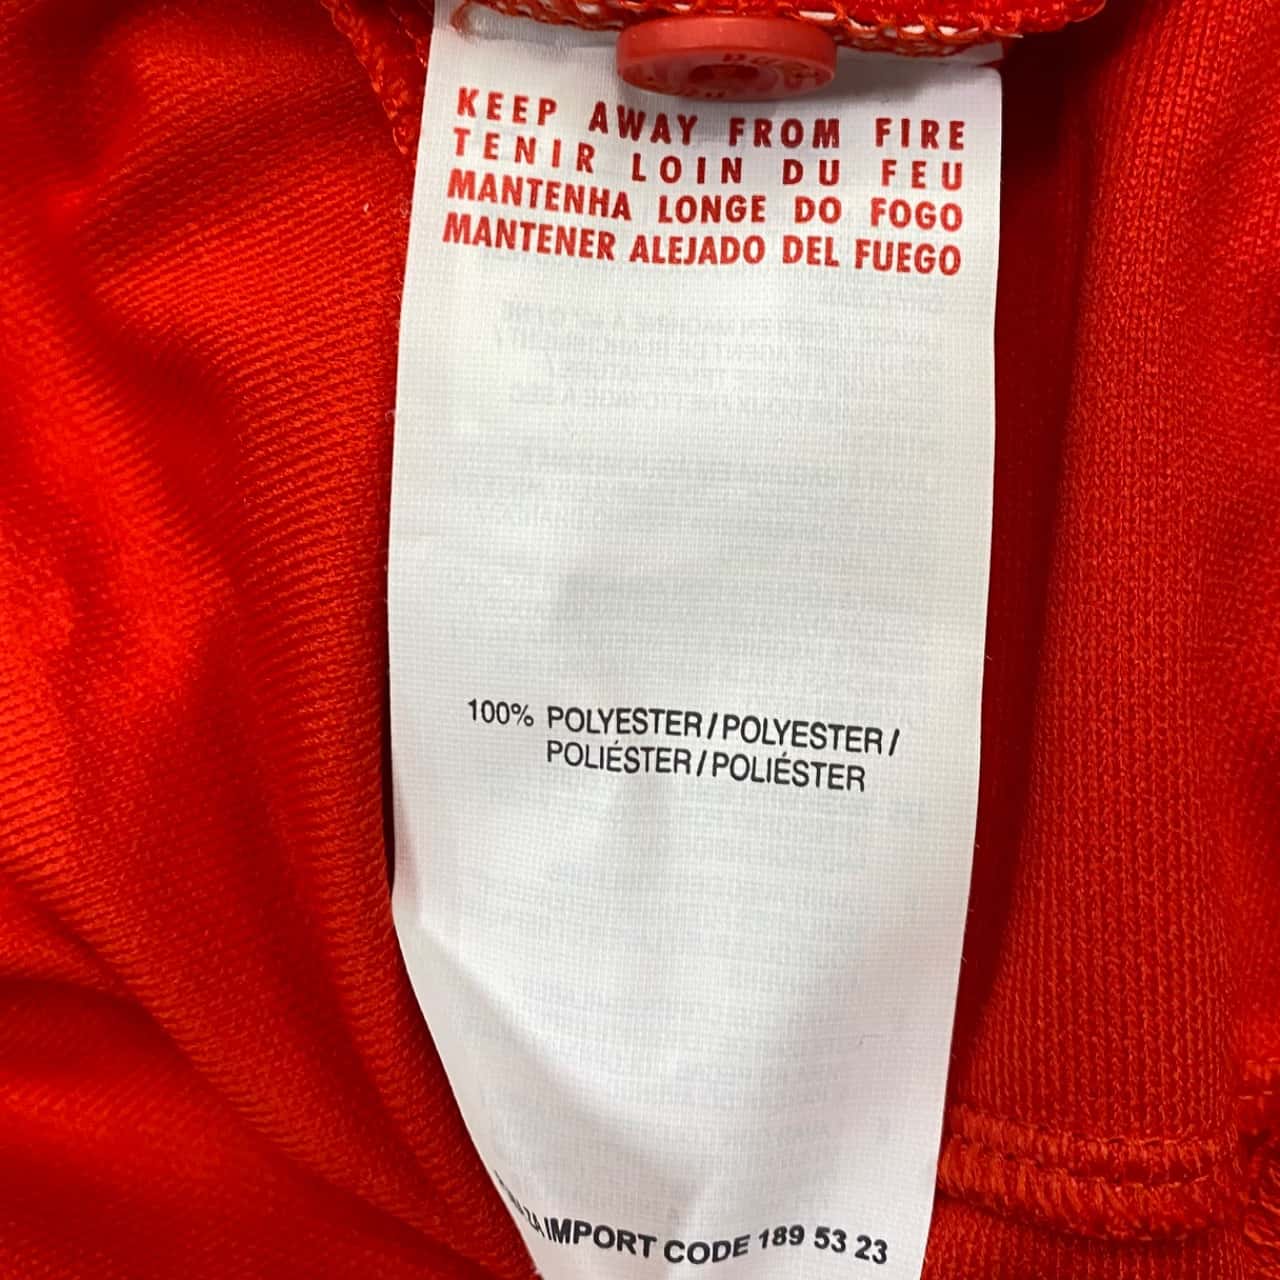 KEEP AWAY FROM FIRE
TENIR LOIN DU FEU
MANTENHA LONGE DO FOGO
MANTENER ALEJADO DEL FUEGO
100% POLYESTER/POLYESTER/
POLIÉSTER/POLIÉSTER
ZA IMPORT CODE 189 53 23